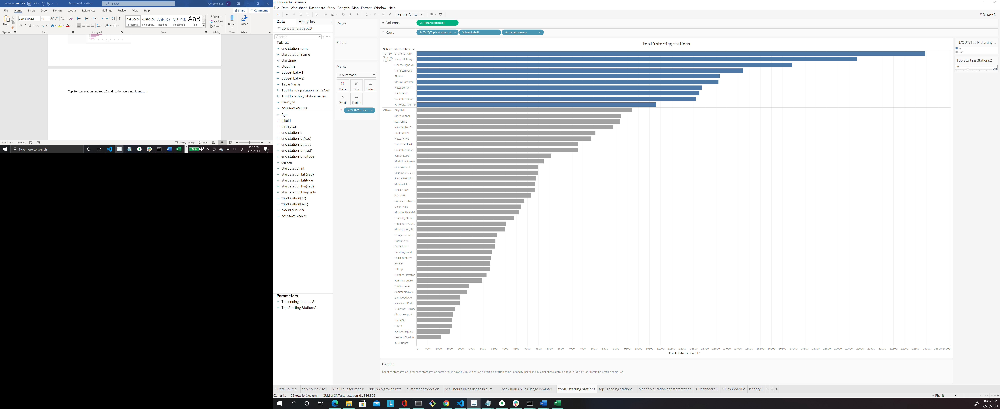 AutoSave Off Document2 - Word Search PAM tameerug PT
File Home Insert Draw Design Layout References Mailings Review View Help Share Comments
Paste Calibri (Body) 11 AaBbCcDc AaBbCcDc AaBbCc AaBbCcC AaB Find Replace Select Dictate Editor
¶ Normal ¶ No Spac... Heading 1 Heading 2 Title
Clipboard Font Paragraph Styles Editing Voice Editor
Top 10 start station and top 10 end station were not identical
Page 2 of 2 74 words Display Settings Focus 100%
Type here to search 99% 10:57 PM
2/25/2021
Tableau Public - CitiBikes2
File Data Worksheet Dashboard Story Analysis Map Format Window Help
Entire View Show M
Data Analytics
concatenated2020
Search
Tables
end station name
start station name
starttime
stoptime
Subset Label1
Subset Label2
Table Name
Top N ending station name Set
Top N starting station name ...
usertype
Measure Names
Age
bikeid
birth year
end station id
end station lat(rad)
end station latitude
end station lon(rad)
end station longitude
gender
start station id
start station lat (rad)
start station latitude
start station lon(rad)
start station longitude
tripduration(hr)
tripduration(sec)
Union (Count)
Measure Values
Parameters
Top ending stations2
Top Starting Stations2
Pages
Filters
Marks
Automatic
Color Size Label
Detail Tooltip
IN/OUT(Top N st..
Columns CNT(start station id)
Rows IN/OUT(Top N starting st.. Subset Label1 start station name
top10 starting stations
Subset .. start station ..
TOP 10 Starting Station
Grove St PATH
Newport Pkwy
Liberty Light Rail
Hamilton Park
Sip Ave
Marin Light Rail
Newport PATH
Harborside
Columbus Dr at ..
JC Medical Center
Others City Hall
Morris Canal
Warren St
Washington St
Paulus Hook
Newark Ave
Van Vorst Park
Columbus Drive
Jersey & 3rd
McGinley Square
Brunswick St
Brunswick & 6th
Jersey & 6th St
Manila & 1st
Lincoln Park
Grand St
Baldwin at Mont..
Dixon Mills
Monmouth and 6..
Essex Light Rail
Hoboken Ave at ..
Montgomery St
Lafayette Park
Bergen Ave
Astor Place
Pershing Field
Fairmount Ave
York St
Hilltop
Heights Elevator
Journal Square
Oakland Ave
Communipaw & ..
Glenwood Ave
Riverview Park
5 Corners Library
Christ Hospital
Union St
Dey St
Jackson Square
Leonard Gordon ..
JCBS Depot
0 500 1000 1500 2000 2500 3000 3500 4000 4500 5000 5500 6000 6500 7000 7500 8000 8500 9000 9500 10000 10500 11000 11500 12000 12500 13000 13500 14000 14500 15000 15500 16000 16500 17000 17500 18000 18500 19000 19500 20000 20500 21000 21500 22000 22500 23000 23500 24000
Count of start station id
IN/OUT(Top N starting ...
In
Out
Top Starting Stations2
10
Caption
Count of start station id for each start station name broken down by In / Out of Top N starting station name Set and Subset Label1. Color shows details about In / Out of Top N starting station name Set.
Data Source trip-count 2020 bikeID due for repair ridership growth rate customer proportion peak hours bikes usage in sum... peak hours bikes usage in winter top10 starting stations top10 ending stations Map trip duration per start station Dashboard 1 Dashboard 2 Story 1
52 marks 52 rows by 1 column SUM of CNT(start station id): 336,802 Phanit
10:57 PM
2/25/2021